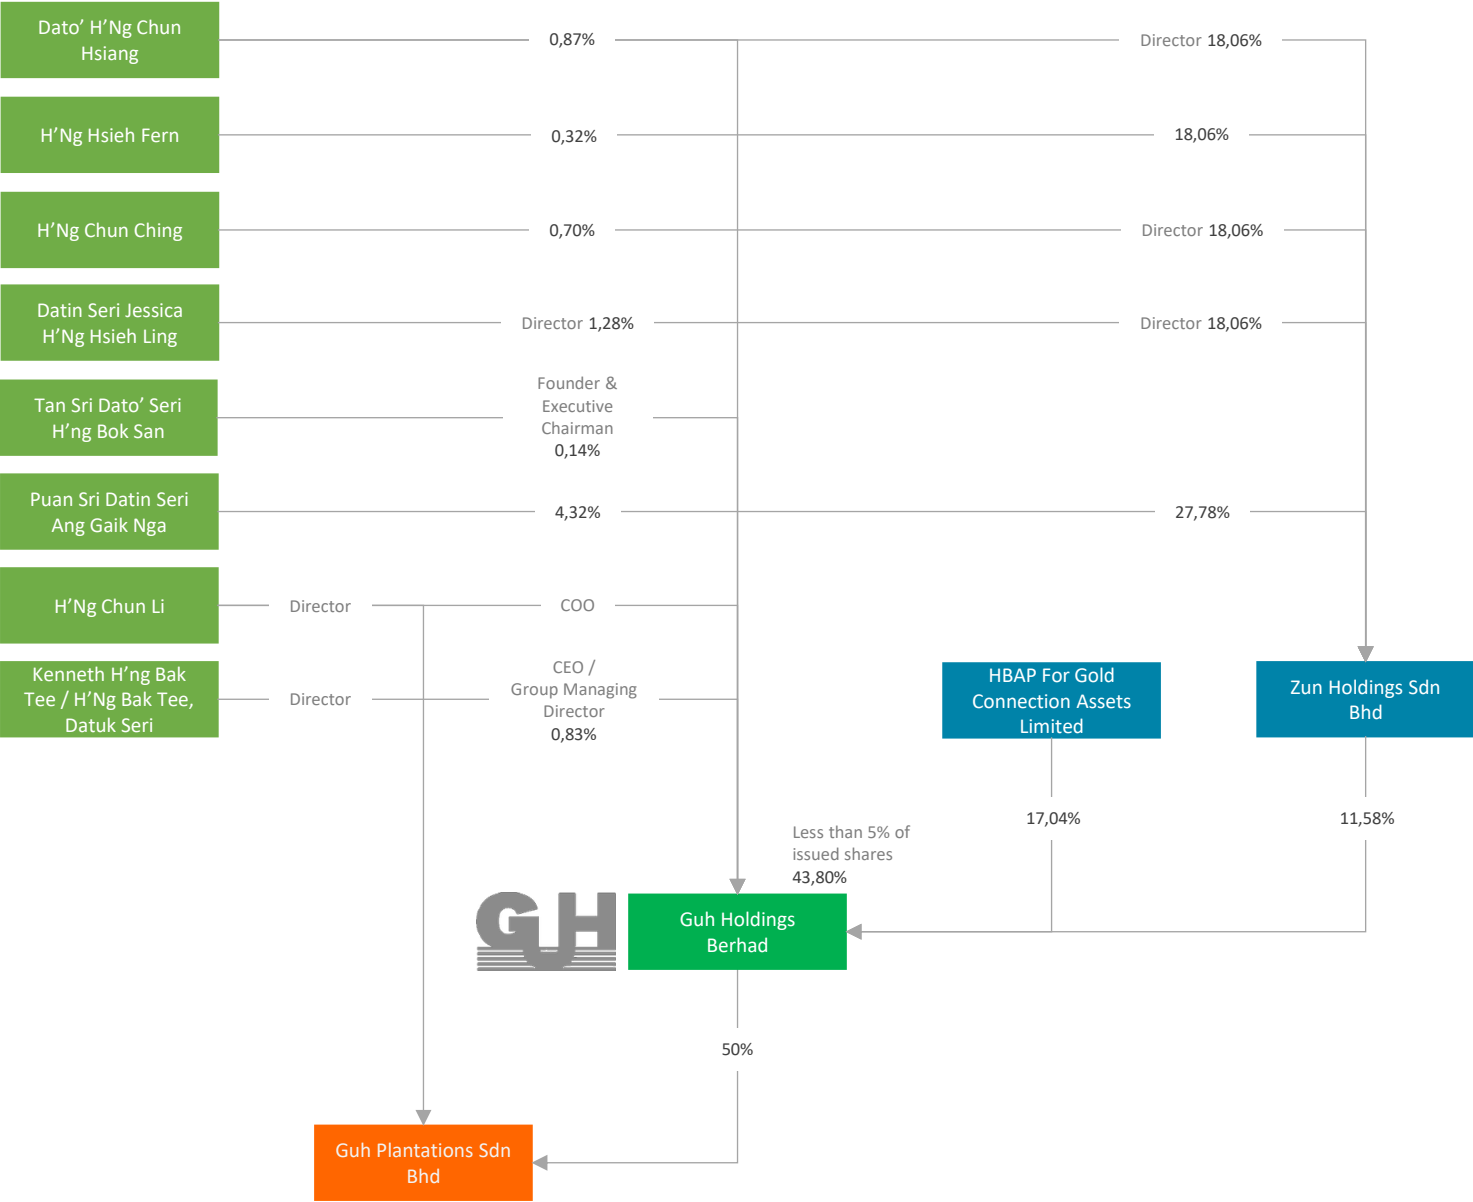 Dato’ H’Ng Chun
Hsiang
0,87%
Director 18,06%
H’Ng Hsieh Fern
0,32%
18,06%
H’Ng Chun Ching
0,70%
Director 18,06%
Datin Seri Jessica
H’Ng Hsieh Ling
Director 1,28%
Director 18,06%
Tan Sri Dato’ Seri
H’ng Bok San
Founder &
Executive
Chairman
0,14%
Puan Sri Datin Seri
Ang Gaik Nga
4,32%
27,78%
H’Ng Chun Li
Director
COO
Kenneth H’ng Bak
Tee / H’Ng Bak Tee,
Datuk Seri
Director
CEO /
Group Managing
Director
0,83%
HBAP For Gold
Connection Assets
Limited
Zun Holdings Sdn
Bhd
17,04%
11,58%
Less than 5% of
issued shares
43,80%
GUH
Guh Holdings
Berhad
50%
Guh Plantations Sdn
Bhd